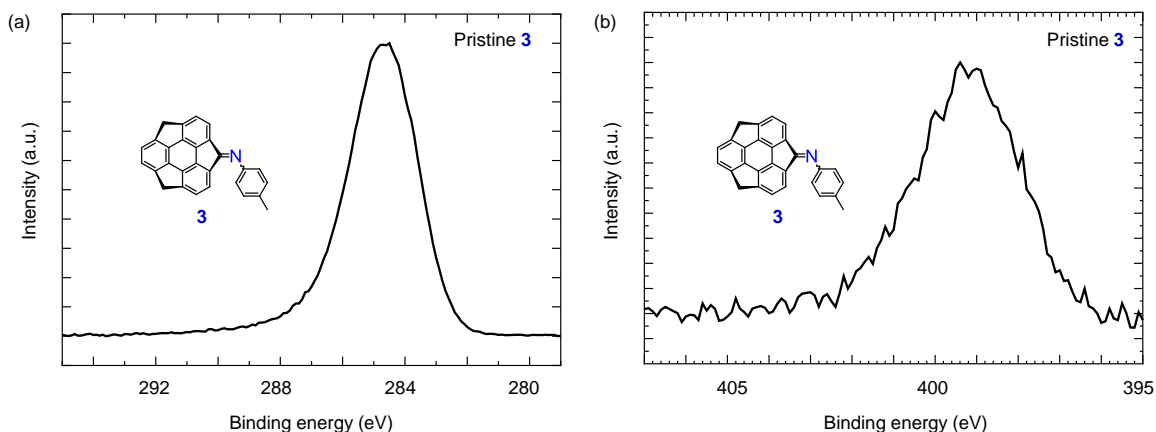 (a)
Pristine 3
N
3
Intensity (a.u.)
292
288
284
280
Binding energy (eV)
(b)
Pristine 3
N
3
Intensity (a.u.)
405
400
395
Binding energy (eV)